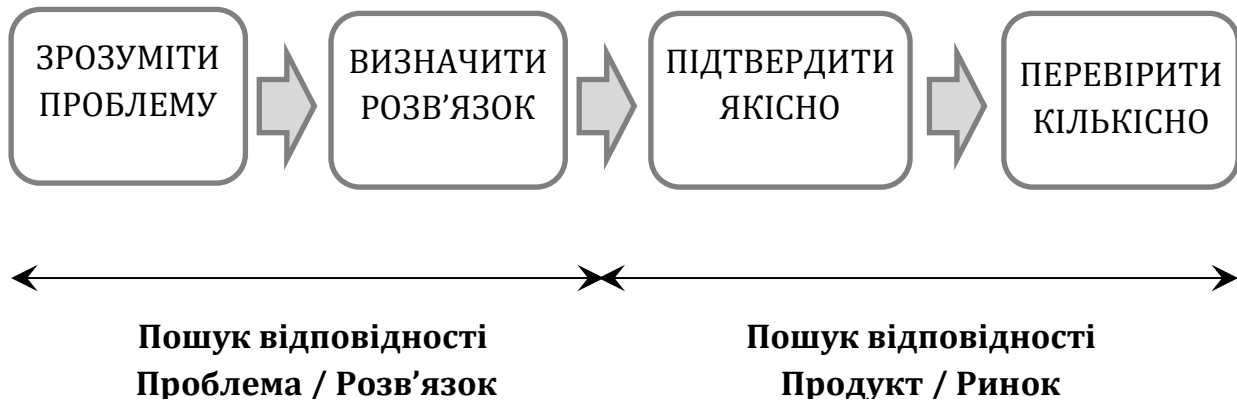 ЗРОЗУМІТИ
ПРОБЛЕМУ
ВИЗНАЧИТИ
РОЗВ’ЯЗОК
ПІДТВЕРДИТИ
ЯКІСНО
ПЕРЕВІРИТИ
КІЛЬКІСНО
Пошук відповідності
Проблема / Розв'язок
Пошук відповідності
Продукт / Ринок